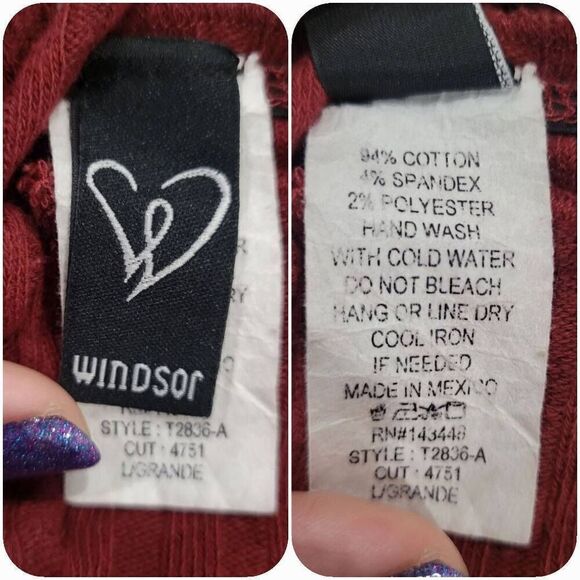 WINDSOR
STYLE : T2836-A
CUT : 4751
L/GRANDE
94% COTTON
4% SPANDEX
2% POLYESTER
HAND WASH
WITH COLD WATER
DO NOT BLEACH
HANG OR LINE DRY
COOL IRON
IF NEEDED
MADE IN MEXICO
RN#143448
STYLE : T2836-A
CUT : 4751
L/GRANDE